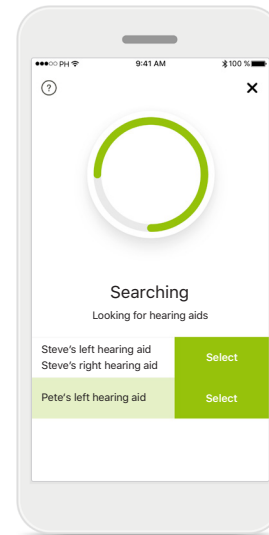 ●●●○○ PH 9:41 AM 100 %
?
Searching
Looking for hearing aids
Steve's left hearing aid
Steve's right hearing aid
Select
Pete's left hearing aid
Select